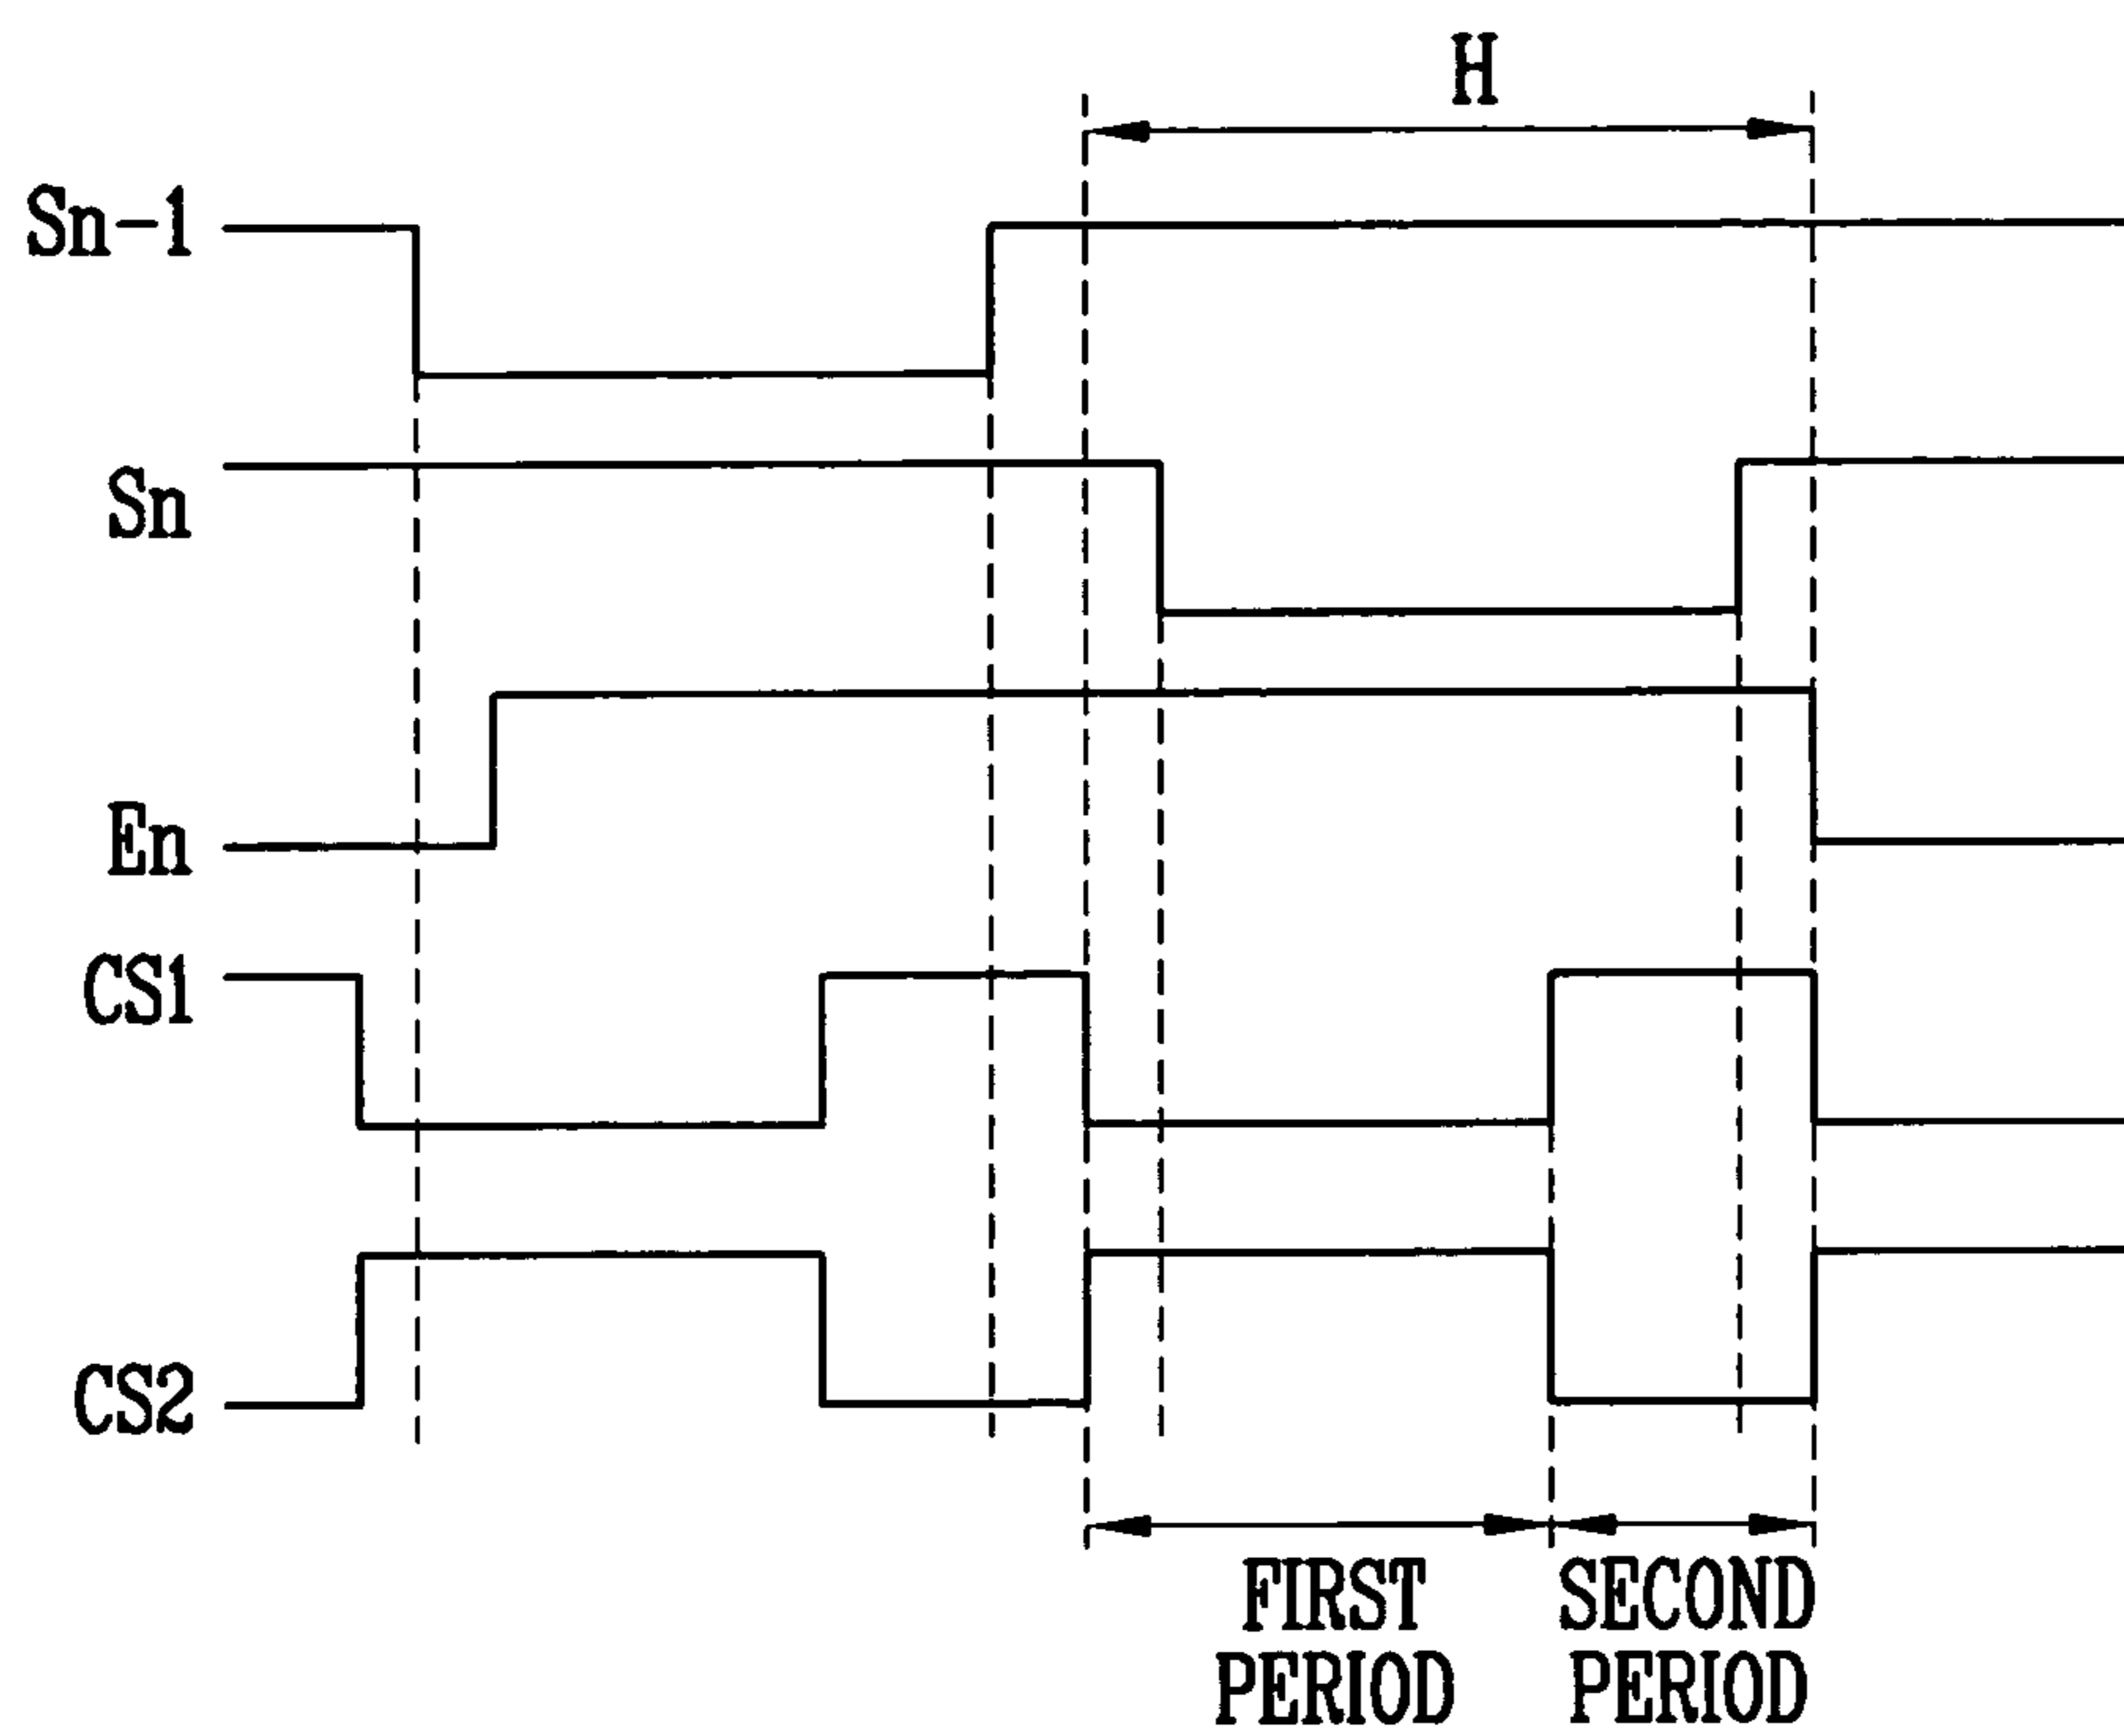 H
Sn-1
Sn
En
CS1
CS2
FIRST
PERIOD
SECOND
PERIOD